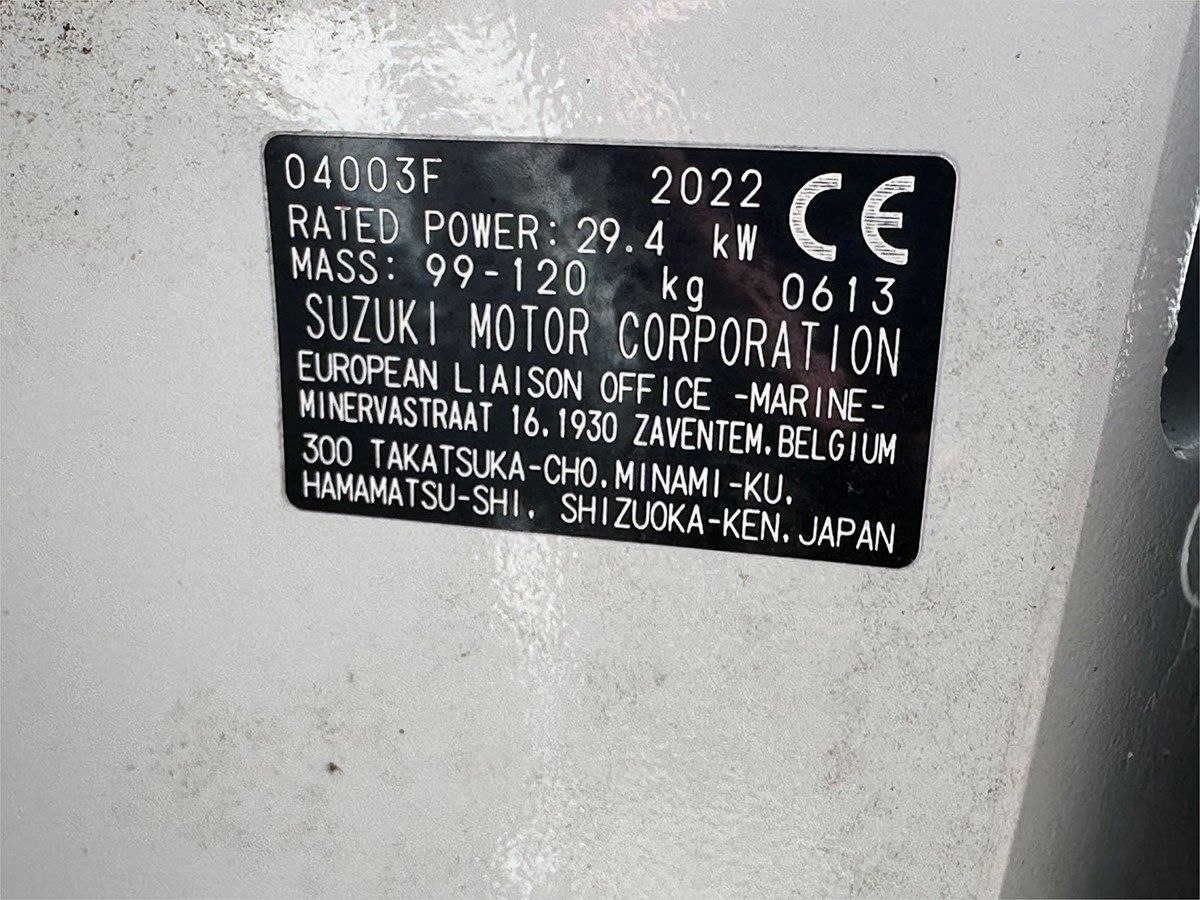 04003F 2022 CE
RATED POWER: 29.4 kW
MASS: 99-120 kg 0613
SUZUKI MOTOR CORPORATION
EUROPEAN LIAISON OFFICE -MARINE-
MINERVASTRAAT 16.1930 ZAVENTEM.BELGIUM
300 TAKATSUKA-CHO.MINAMI-KU.
HAMAMATSU-SHI. SHIZUOKA-KEN.JAPAN